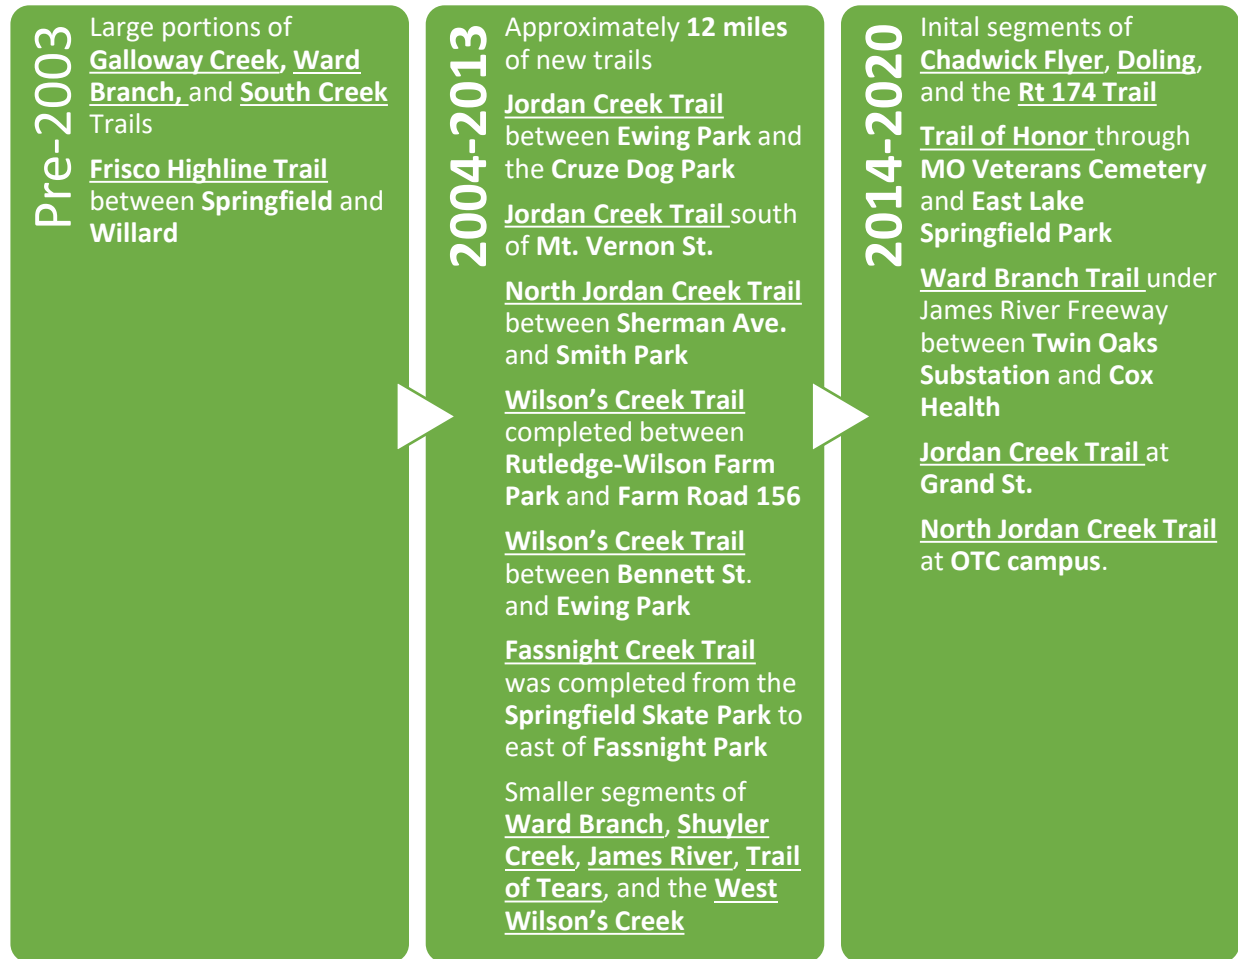 Pre-2003
Large portions of
Galloway Creek, Ward
Branch, and South Creek
Trails
Frisco Highline Trail
between Springfield and
Willard
2004-2013
Approximately 12 miles
of new trails
Jordan Creek Trail
between Ewing Park and
the Cruze Dog Park
Jordan Creek Trail south
of Mt. Vernon St.
North Jordan Creek Trail
between Sherman Ave.
and Smith Park
Wilson's Creek Trail
completed between
Rutledge-Wilson Farm
Park and Farm Road 156
Wilson's Creek Trail
between Bennett St.
and Ewing Park
Fassnight Creek Trail
was completed from the
Springfield Skate Park to
east of Fassnight Park
Smaller segments of
Ward Branch, Shuyler
Creek, James River, Trail
of Tears, and the West
Wilson's Creek
2014-2020
Inital segments of
Chadwick Flyer, Doling,
and the Rt 174 Trail
Trail of Honor through
MO Veterans Cemetery
and East Lake
Springfield Park
Ward Branch Trail under
James River Freeway
between Twin Oaks
Substation and Cox
Health
Jordan Creek Trail at
Grand St.
North Jordan Creek Trail
at OTC campus.